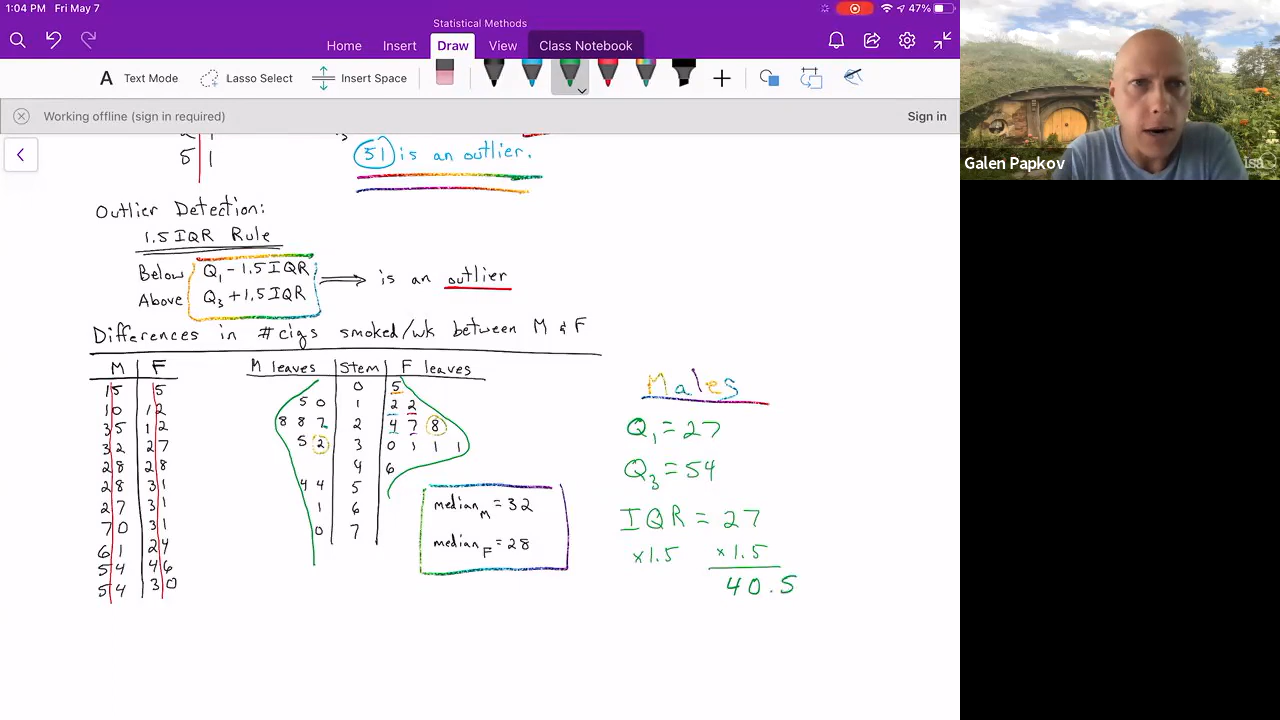 1:04 PM Fri May 7
47%
Statistical Methods
Home Insert Draw View Class Notebook
A Text Mode Lasso Select Insert Space
Working offline (sign in required) Sign in
Galen Papkov
5 | 1
51 is an outlier.
Outlier Detection:
1.5 IQR Rule
Below Q1 - 1.5 IQR
Above Q3 + 1.5 IQR
⟹ is an outlier
Differences in #cigs smoked/wk between M & F
M | F
15 | 5
10 | 12
35 | 12
32 | 27
28 | 28
28 | 31
27 | 31
70 | 31
61 | 24
54 | 46
54 | 30
M leaves | Stem | F leaves
0 | 5
5 0 | 1 | 2 2
8 8 7 | 2 | 4 7 8
5 2 | 3 | 0 1 1 1
4 | 6
4 4 | 5
1 | 6
0 | 7
median M = 32
median F = 28
Males
Q1 = 27
Q3 = 54
IQR = 27
×1.5 ×1.5
40.5